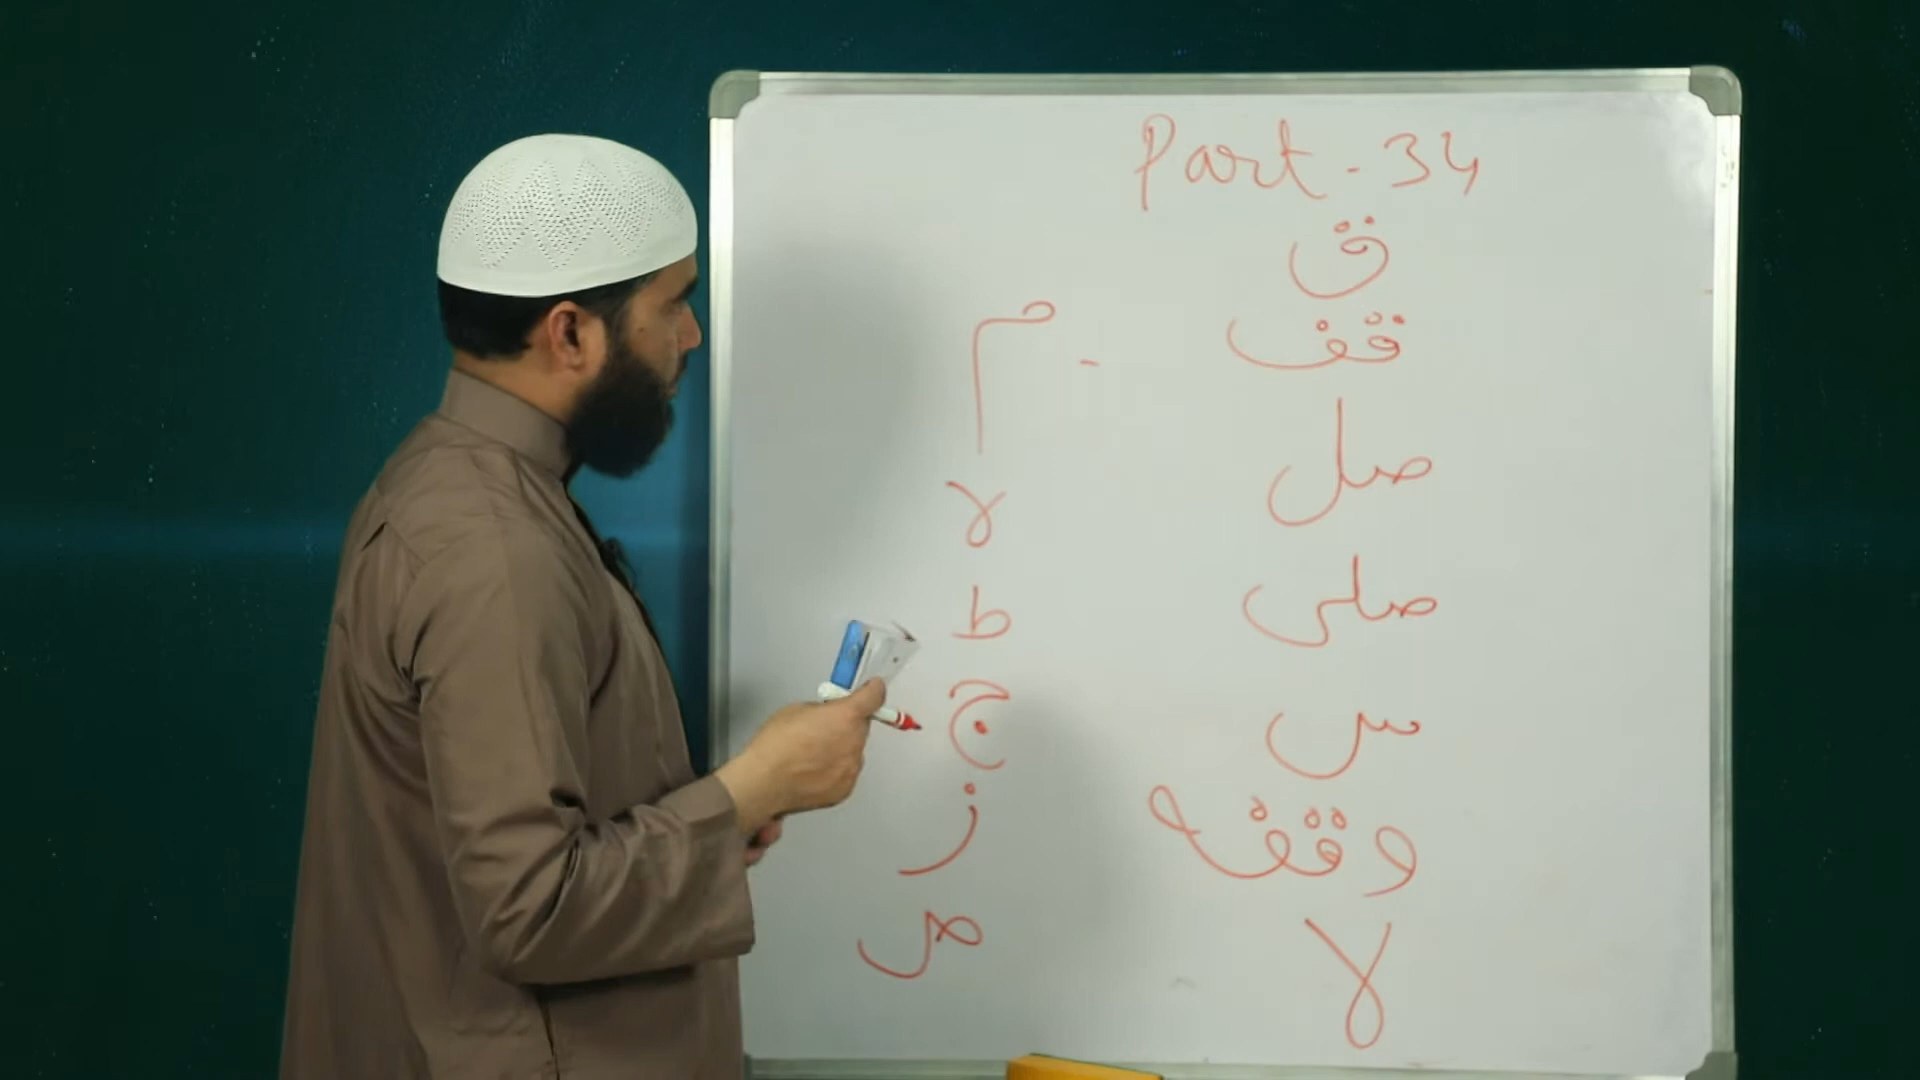 Part - 34
ق
قف
صل
صلى
س
وقفه
لا
م -
لا
ط
ج
ز
ص